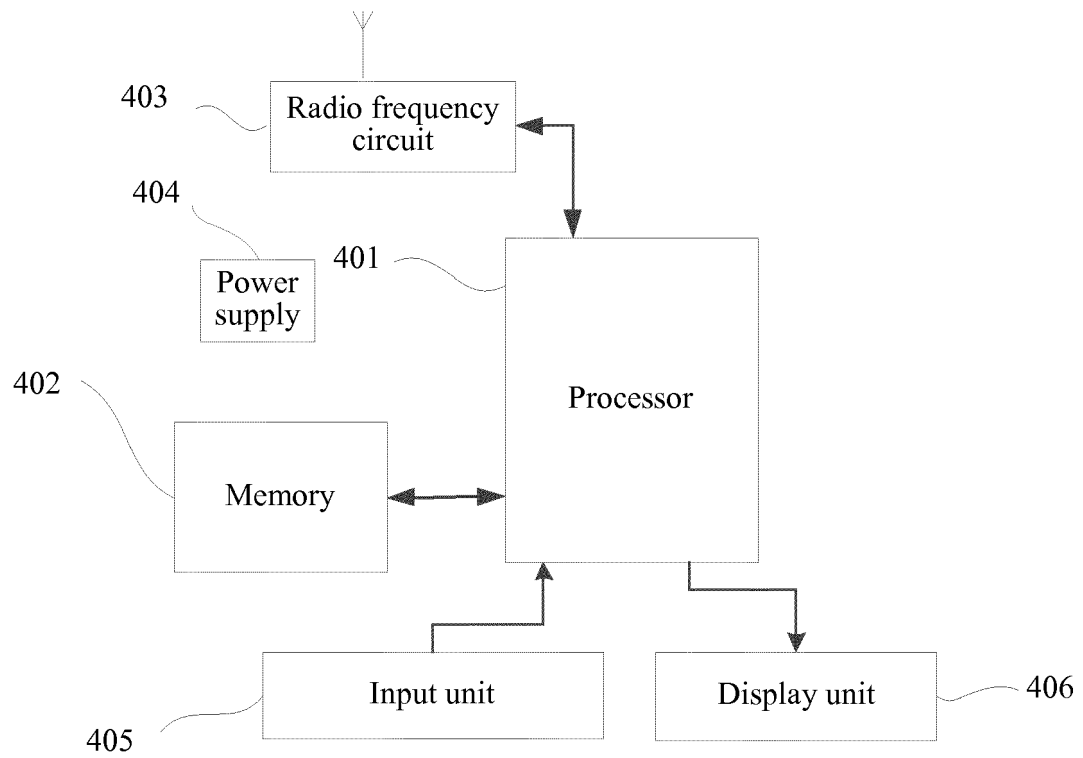 403
Radio frequency
circuit
404
Power
supply
401
Processor
402
Memory
Input unit
405
Display unit
406